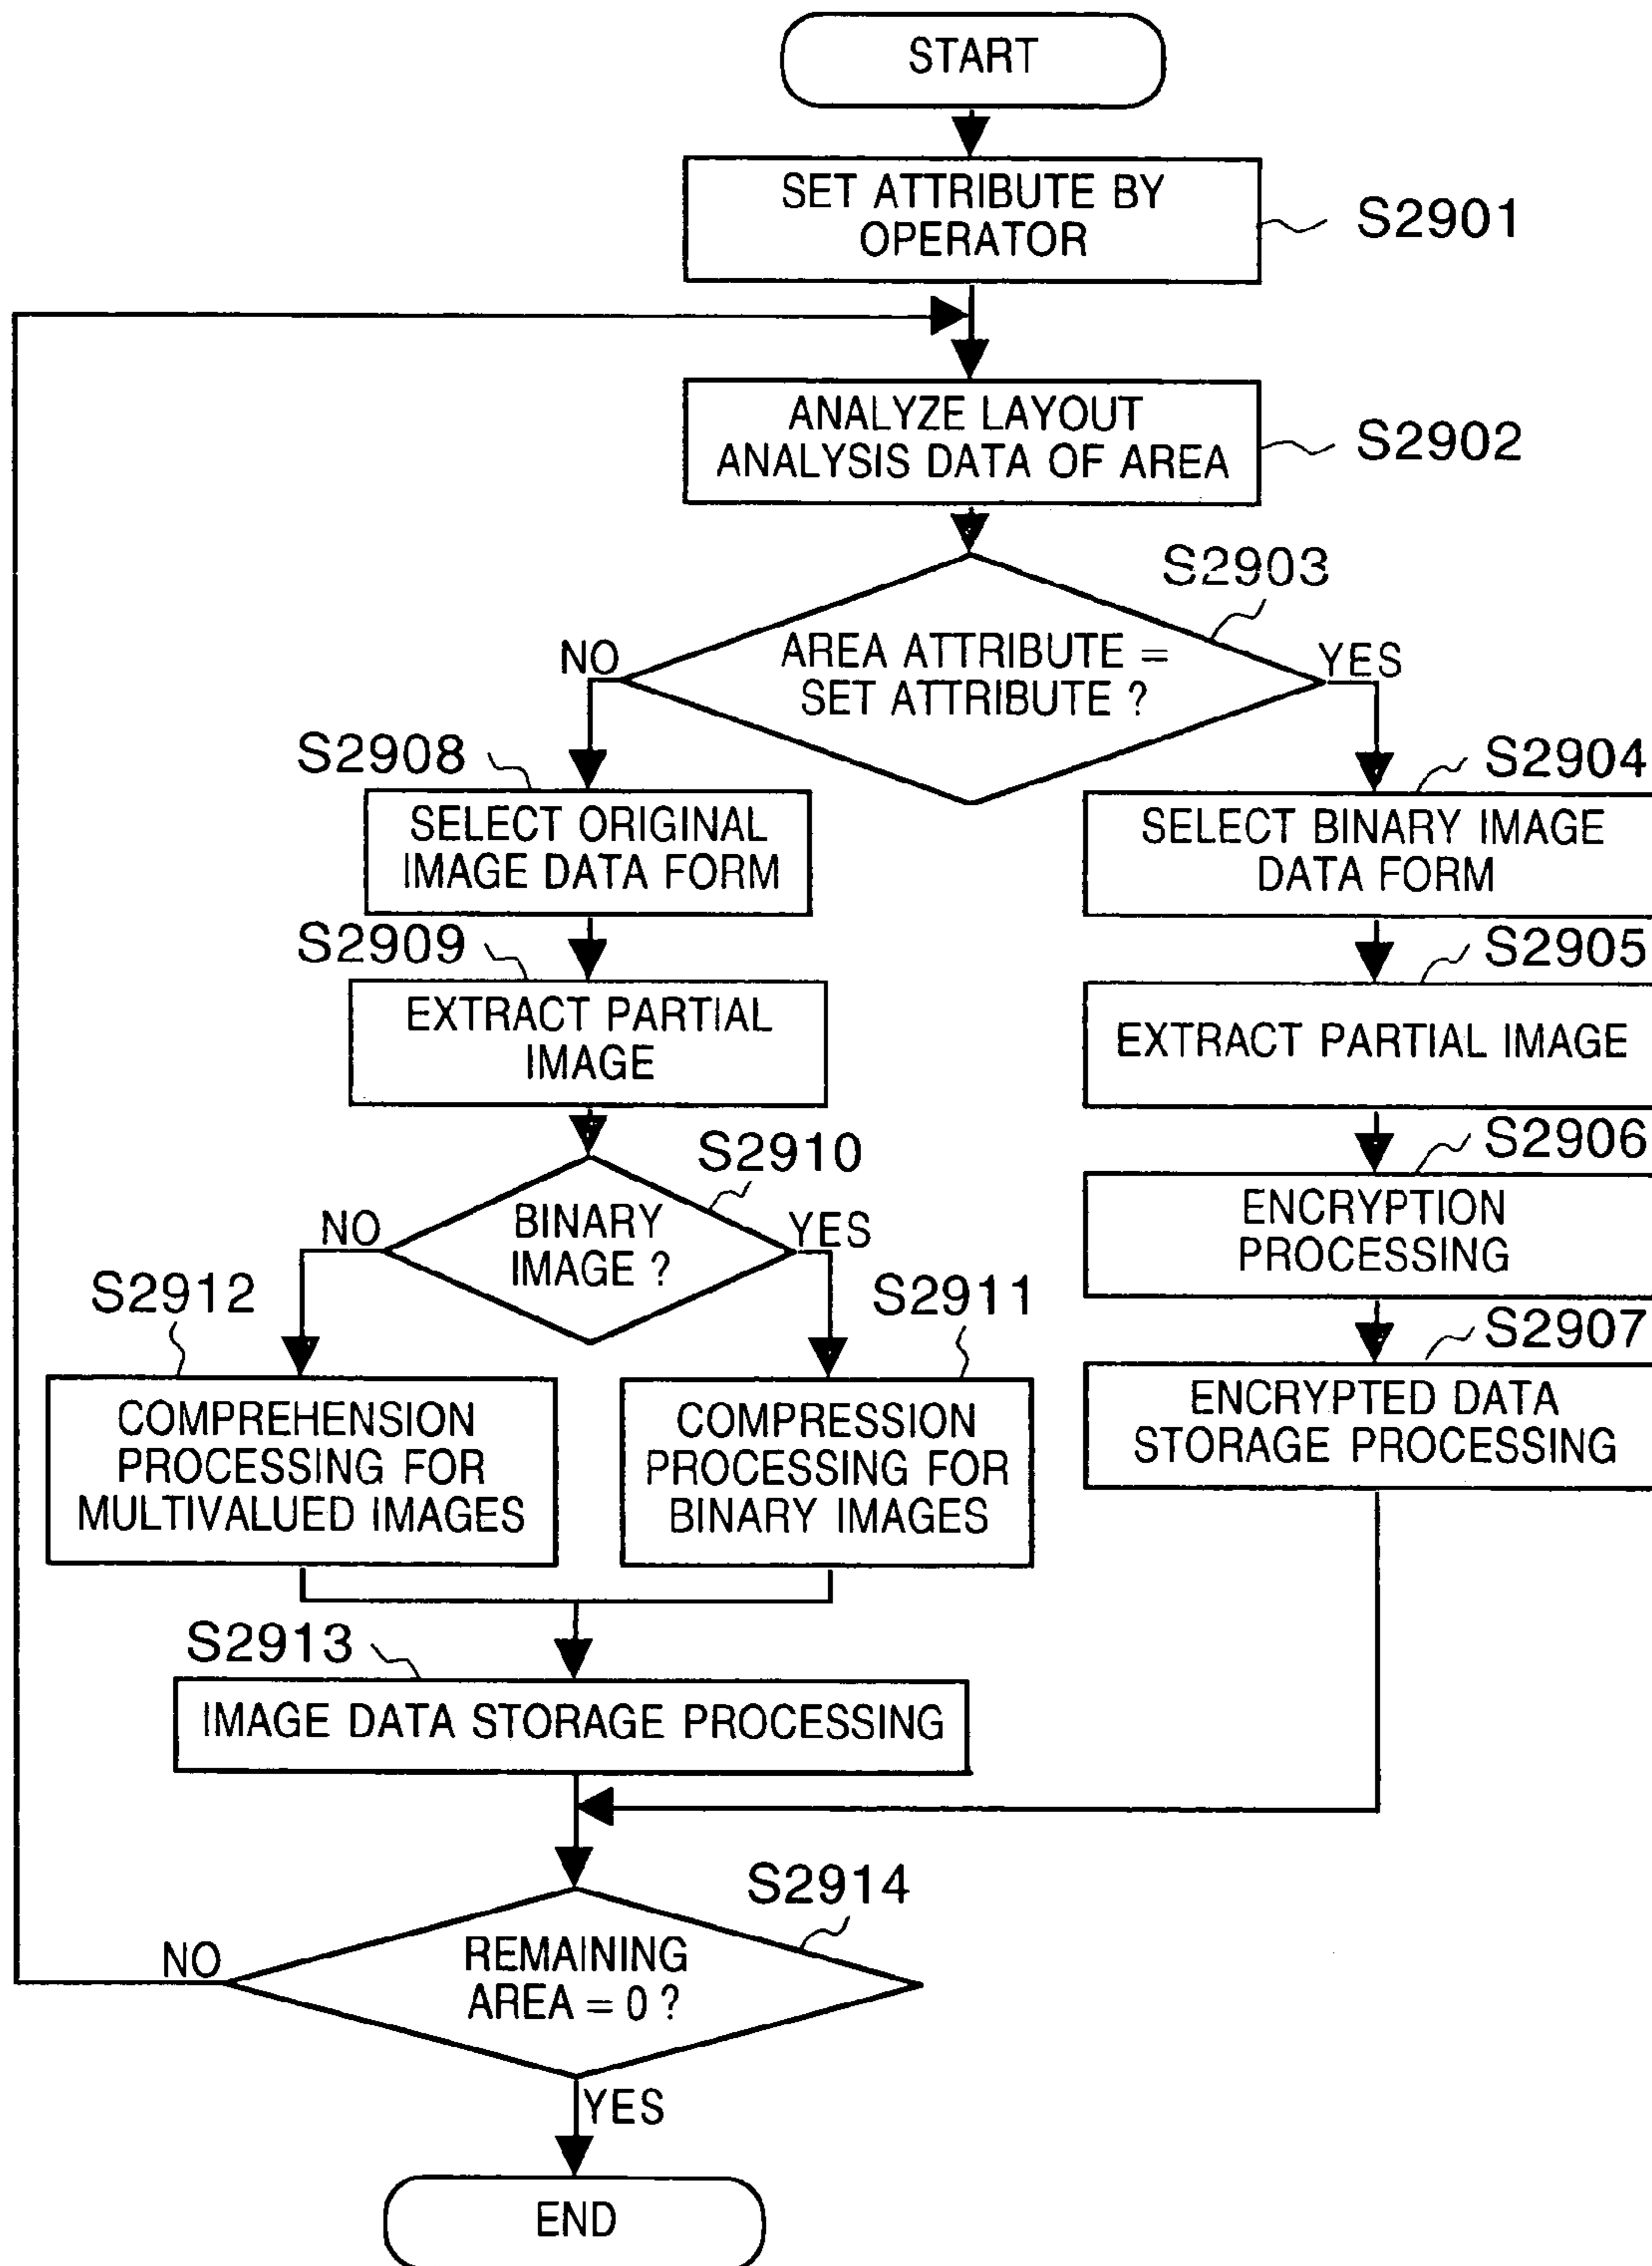 START
SET ATTRIBUTE BY
OPERATOR
S2901
ANALYZE LAYOUT
ANALYSIS DATA OF AREA
S2902
S2903
AREA ATTRIBUTE =
SET ATTRIBUTE ?
NO
YES
S2908
SELECT ORIGINAL
IMAGE DATA FORM
S2904
SELECT BINARY IMAGE
DATA FORM
S2909
EXTRACT PARTIAL
IMAGE
S2905
EXTRACT PARTIAL IMAGE
S2910
BINARY
IMAGE ?
NO
YES
S2906
ENCRYPTION
PROCESSING
S2912
COMPREHENSION
PROCESSING FOR
MULTIVALUED IMAGES
S2911
COMPRESSION
PROCESSING FOR
BINARY IMAGES
S2907
ENCRYPTED DATA
STORAGE PROCESSING
S2913
IMAGE DATA STORAGE PROCESSING
S2914
REMAINING
AREA = 0 ?
NO
YES
END